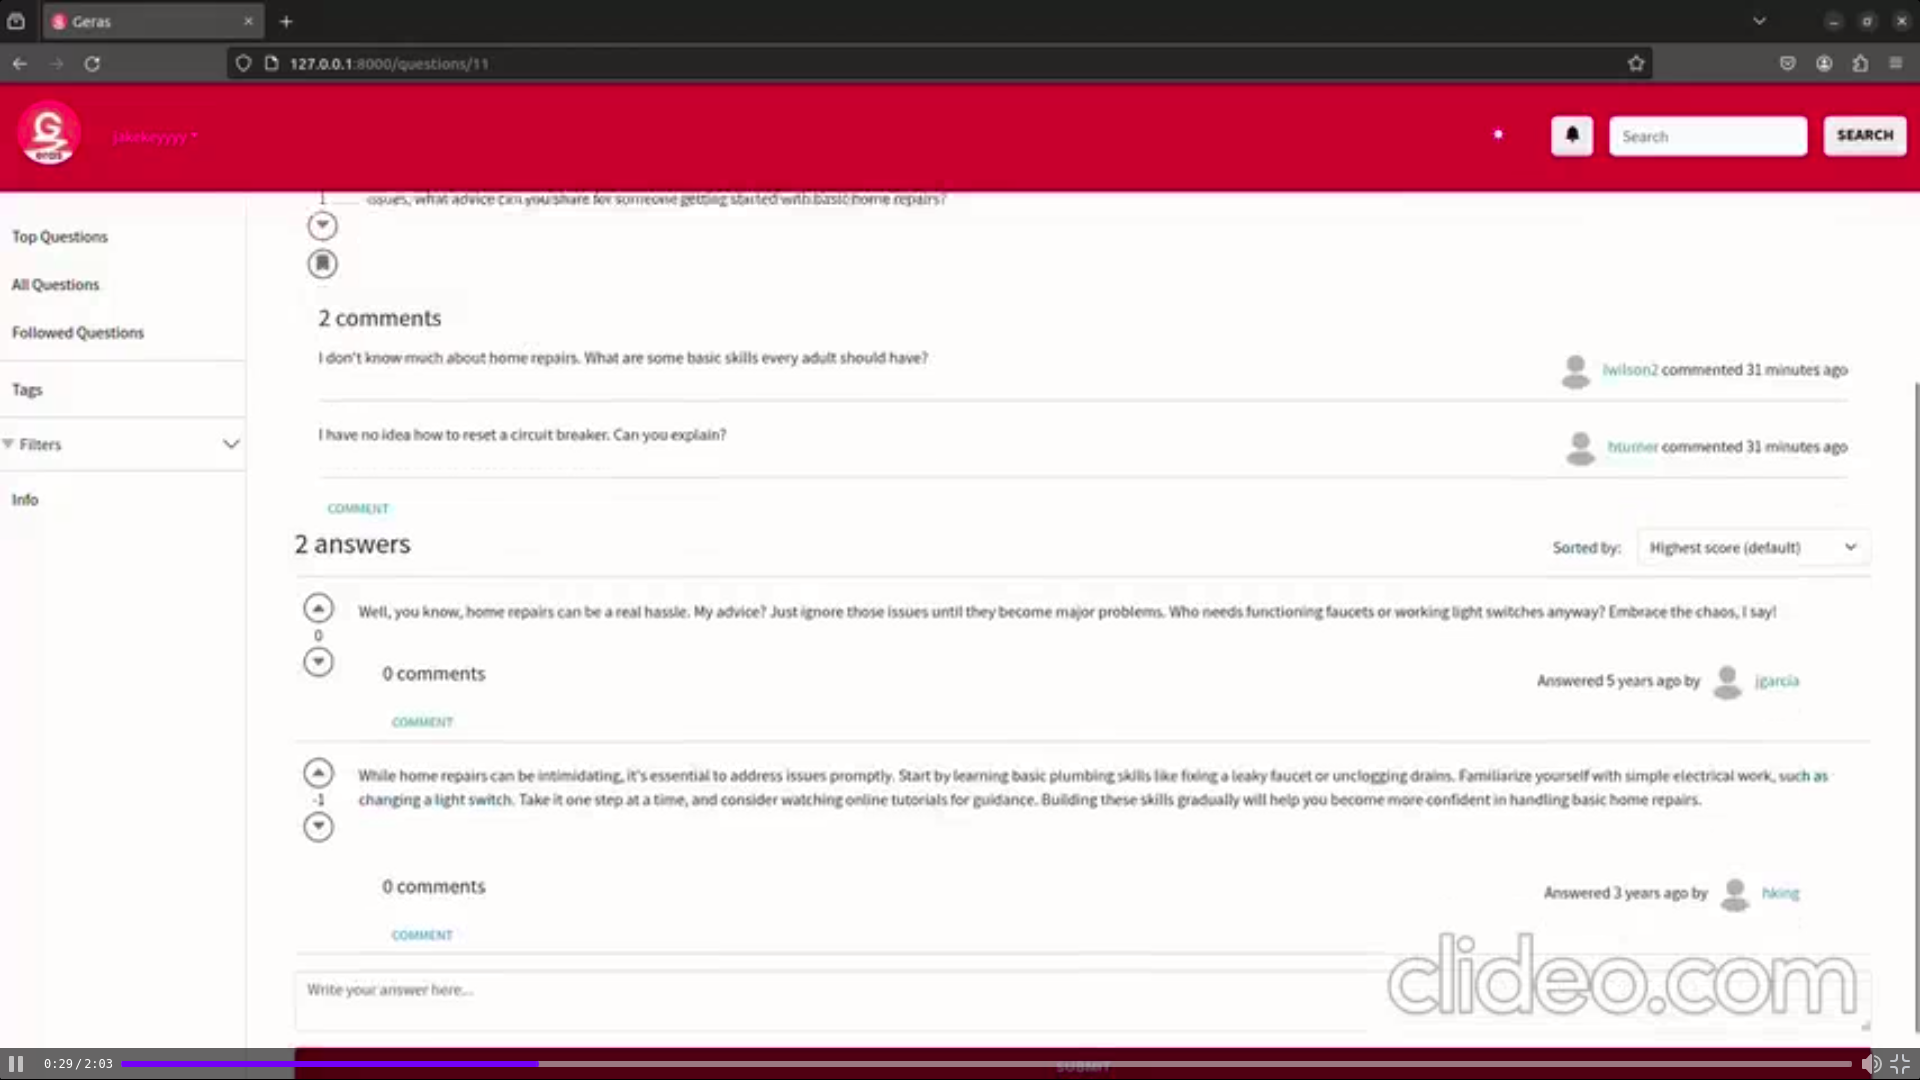 Geras
127.0.0.1:8000/questions/11
G
eras
jakekeyyyy
Search
SEARCH
1
issues, what advice can you share for someone getting started with basic home repairs?
Top Questions
All Questions
Followed Questions
Tags
Filters
Info
2 comments
I don't know much about home repairs. What are some basic skills every adult should have?
lwilson2 commented 31 minutes ago
I have no idea how to reset a circuit breaker. Can you explain?
hturner commented 31 minutes ago
COMMENT
2 answers
Sorted by:
Highest score (default)
Well, you know, home repairs can be a real hassle. My advice? Just ignore those issues until they become major problems. Who needs functioning faucets or working light switches anyway? Embrace the chaos, I say!
0
0 comments
Answered 5 years ago by
jgarcia
COMMENT
While home repairs can be intimidating, it's essential to address issues promptly. Start by learning basic plumbing skills like fixing a leaky faucet or unclogging drains. Familiarize yourself with simple electrical work, such as
-1
changing a light switch. Take it one step at a time, and consider watching online tutorials for guidance. Building these skills gradually will help you become more confident in handling basic home repairs.
0 comments
Answered 3 years ago by
hking
COMMENT
clideo.com
Write your answer here...
SUBMIT
0:29/2:03